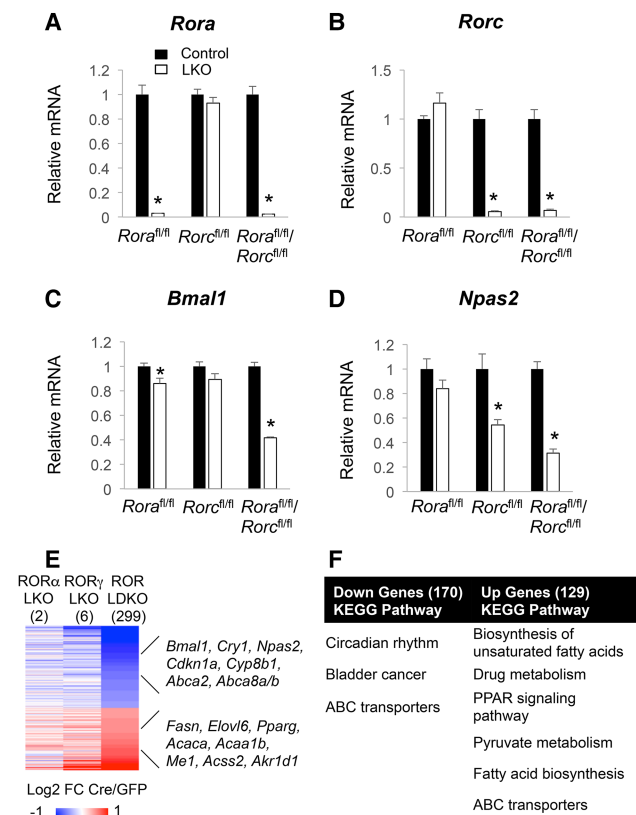 A
Rora
Control
LKO
Relative mRNA
1.2
1
0.8
0.6
0.4
0.2
0
*
*
Rorafl/fl
Rorcfl/fl
Rorafl/fl/
Rorcfl/fl
B
Rorc
Relative mRNA
1.5
1
0.5
0
*
*
Rorafl/fl
Rorcfl/fl
Rorafl/fl/
Rorcfl/fl
C
Bmal1
Relative mRNA
1.2
1
0.8
0.6
0.4
0.2
0
*
*
Rorafl/fl
Rorcfl/fl
Rorafl/fl/
Rorcfl/fl
D
Npas2
Relative mRNA
1.2
1
0.8
0.6
0.4
0.2
0
*
*
Rorafl/fl
Rorcfl/fl
Rorafl/fl/
Rorcfl/fl
E
RORα RORγ ROR
LKO LKO LDKO
(2) (6) (299)
Bmal1, Cry1, Npas2,
Cdkn1a, Cyp8b1,
Abca2, Abca8a/b
Fasn, Elovl6, Pparg,
Acaca, Acaa1b,
Me1, Acss2, Akr1d1
Log2 FC Cre/GFP
-1 1
F
Down Genes (170)
KEGG Pathway
Up Genes (129)
KEGG Pathway
Circadian rhythm
Biosynthesis of
unsaturated fatty acids
Bladder cancer
Drug metabolism
ABC transporters
PPAR signaling
pathway
Pyruvate metabolism
Fatty acid biosynthesis
ABC transporters